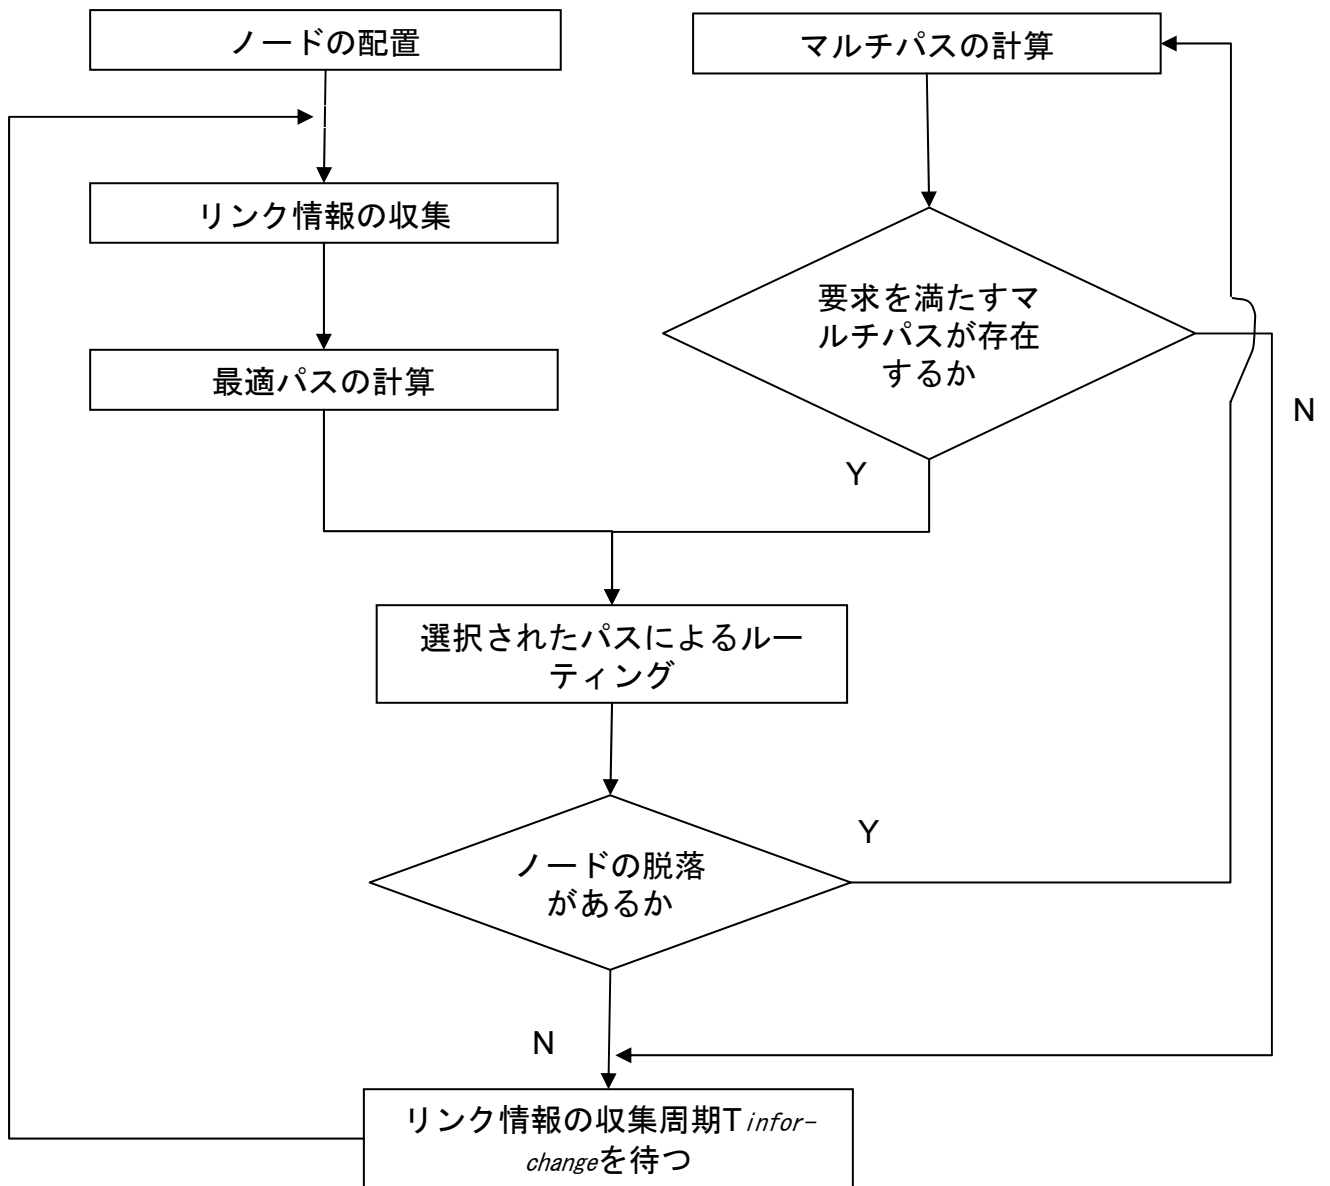 ノードの配置
マルチパスの計算
リンク情報の収集
要求を満たすマ
ルチパスが存在
するか
最適パスの計算
N
Y
選択されたパスによるルー
ティング
Y
ノードの脱落
があるか
N
リンク情報の収集周期Tinfor-
changeを待つ